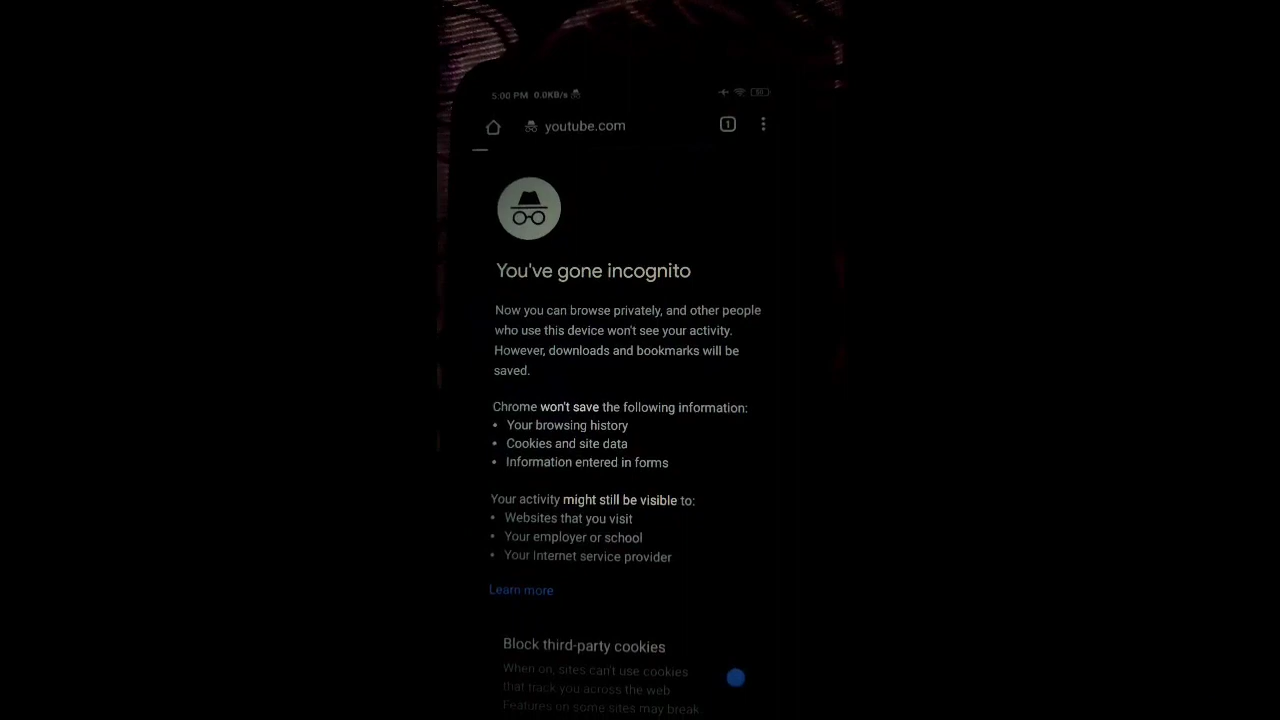 5:00 PM 0.0KB/s
youtube.com
1
You've gone incognito
Now you can browse privately, and other people
who use this device won't see your activity.
However, downloads and bookmarks will be
saved.
Chrome won't save the following information:
• Your browsing history
• Cookies and site data
• Information entered in forms
Your activity might still be visible to:
• Websites that you visit
• Your employer or school
• Your Internet service provider
Learn more
Block third-party cookies
When on, sites can't use cookies
that track you across the web
Features on some sites may break.